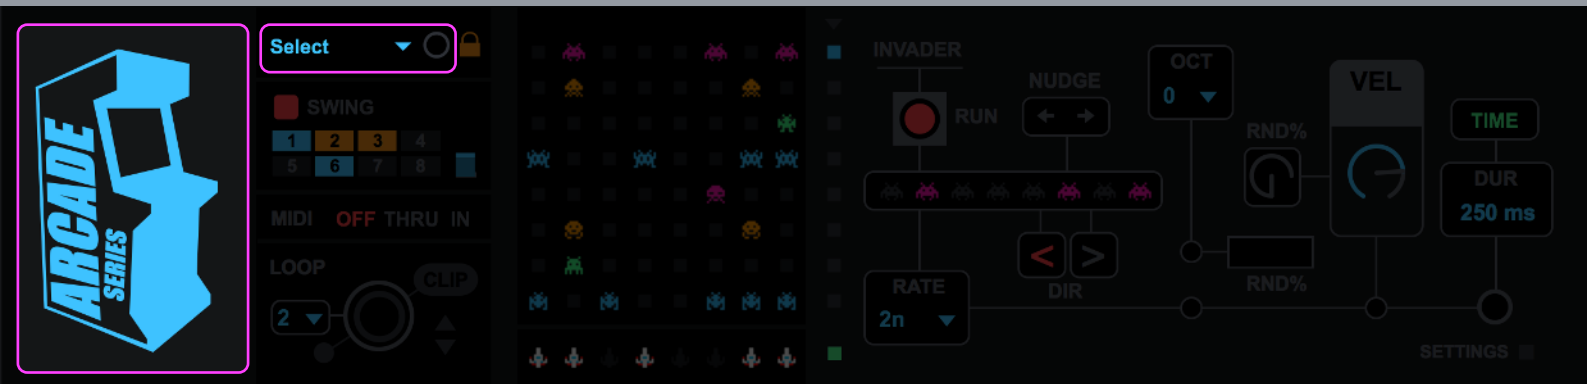 ARCADE
SERIES
Select
SWING
1 2 3 4
5 6 7 8
MIDI OFF THRU IN
LOOP
CLIP
2
INVADER
RUN
NUDGE
OCT
0
VEL
RND%
TIME
DUR
250 ms
< >
DIR
RATE
2n
RND%
SETTINGS